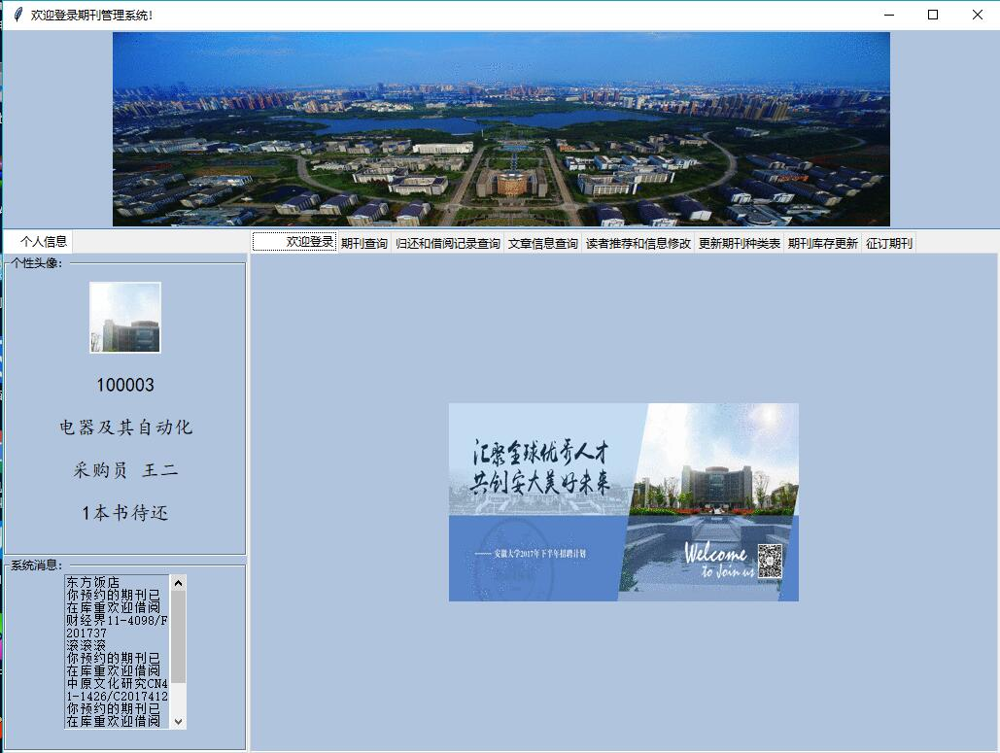 欢迎登录期刊管理系统!
个人信息
欢迎登录 期刊查询 归还和借阅记录查询 文章信息查询 读者推荐和信息修改 更新期刊种类表 期刊库存更新 征订期刊
个性头像:
100003
电器及其自动化
采购员 王二
1本书待还
系统消息:
东方饭店
你预约的期刊已
在库重欢迎借阅
财经界11-4098/F
201737
滚滚滚
你预约的期刊已
在库重欢迎借阅
中原文化研究CN4
1-1426/C2017412
你预约的期刊已
在库重欢迎借阅
汇聚全球优秀人才
共创安大美好未来
—— 安徽大学2017年下半年招聘计划
Welcome
to Join us